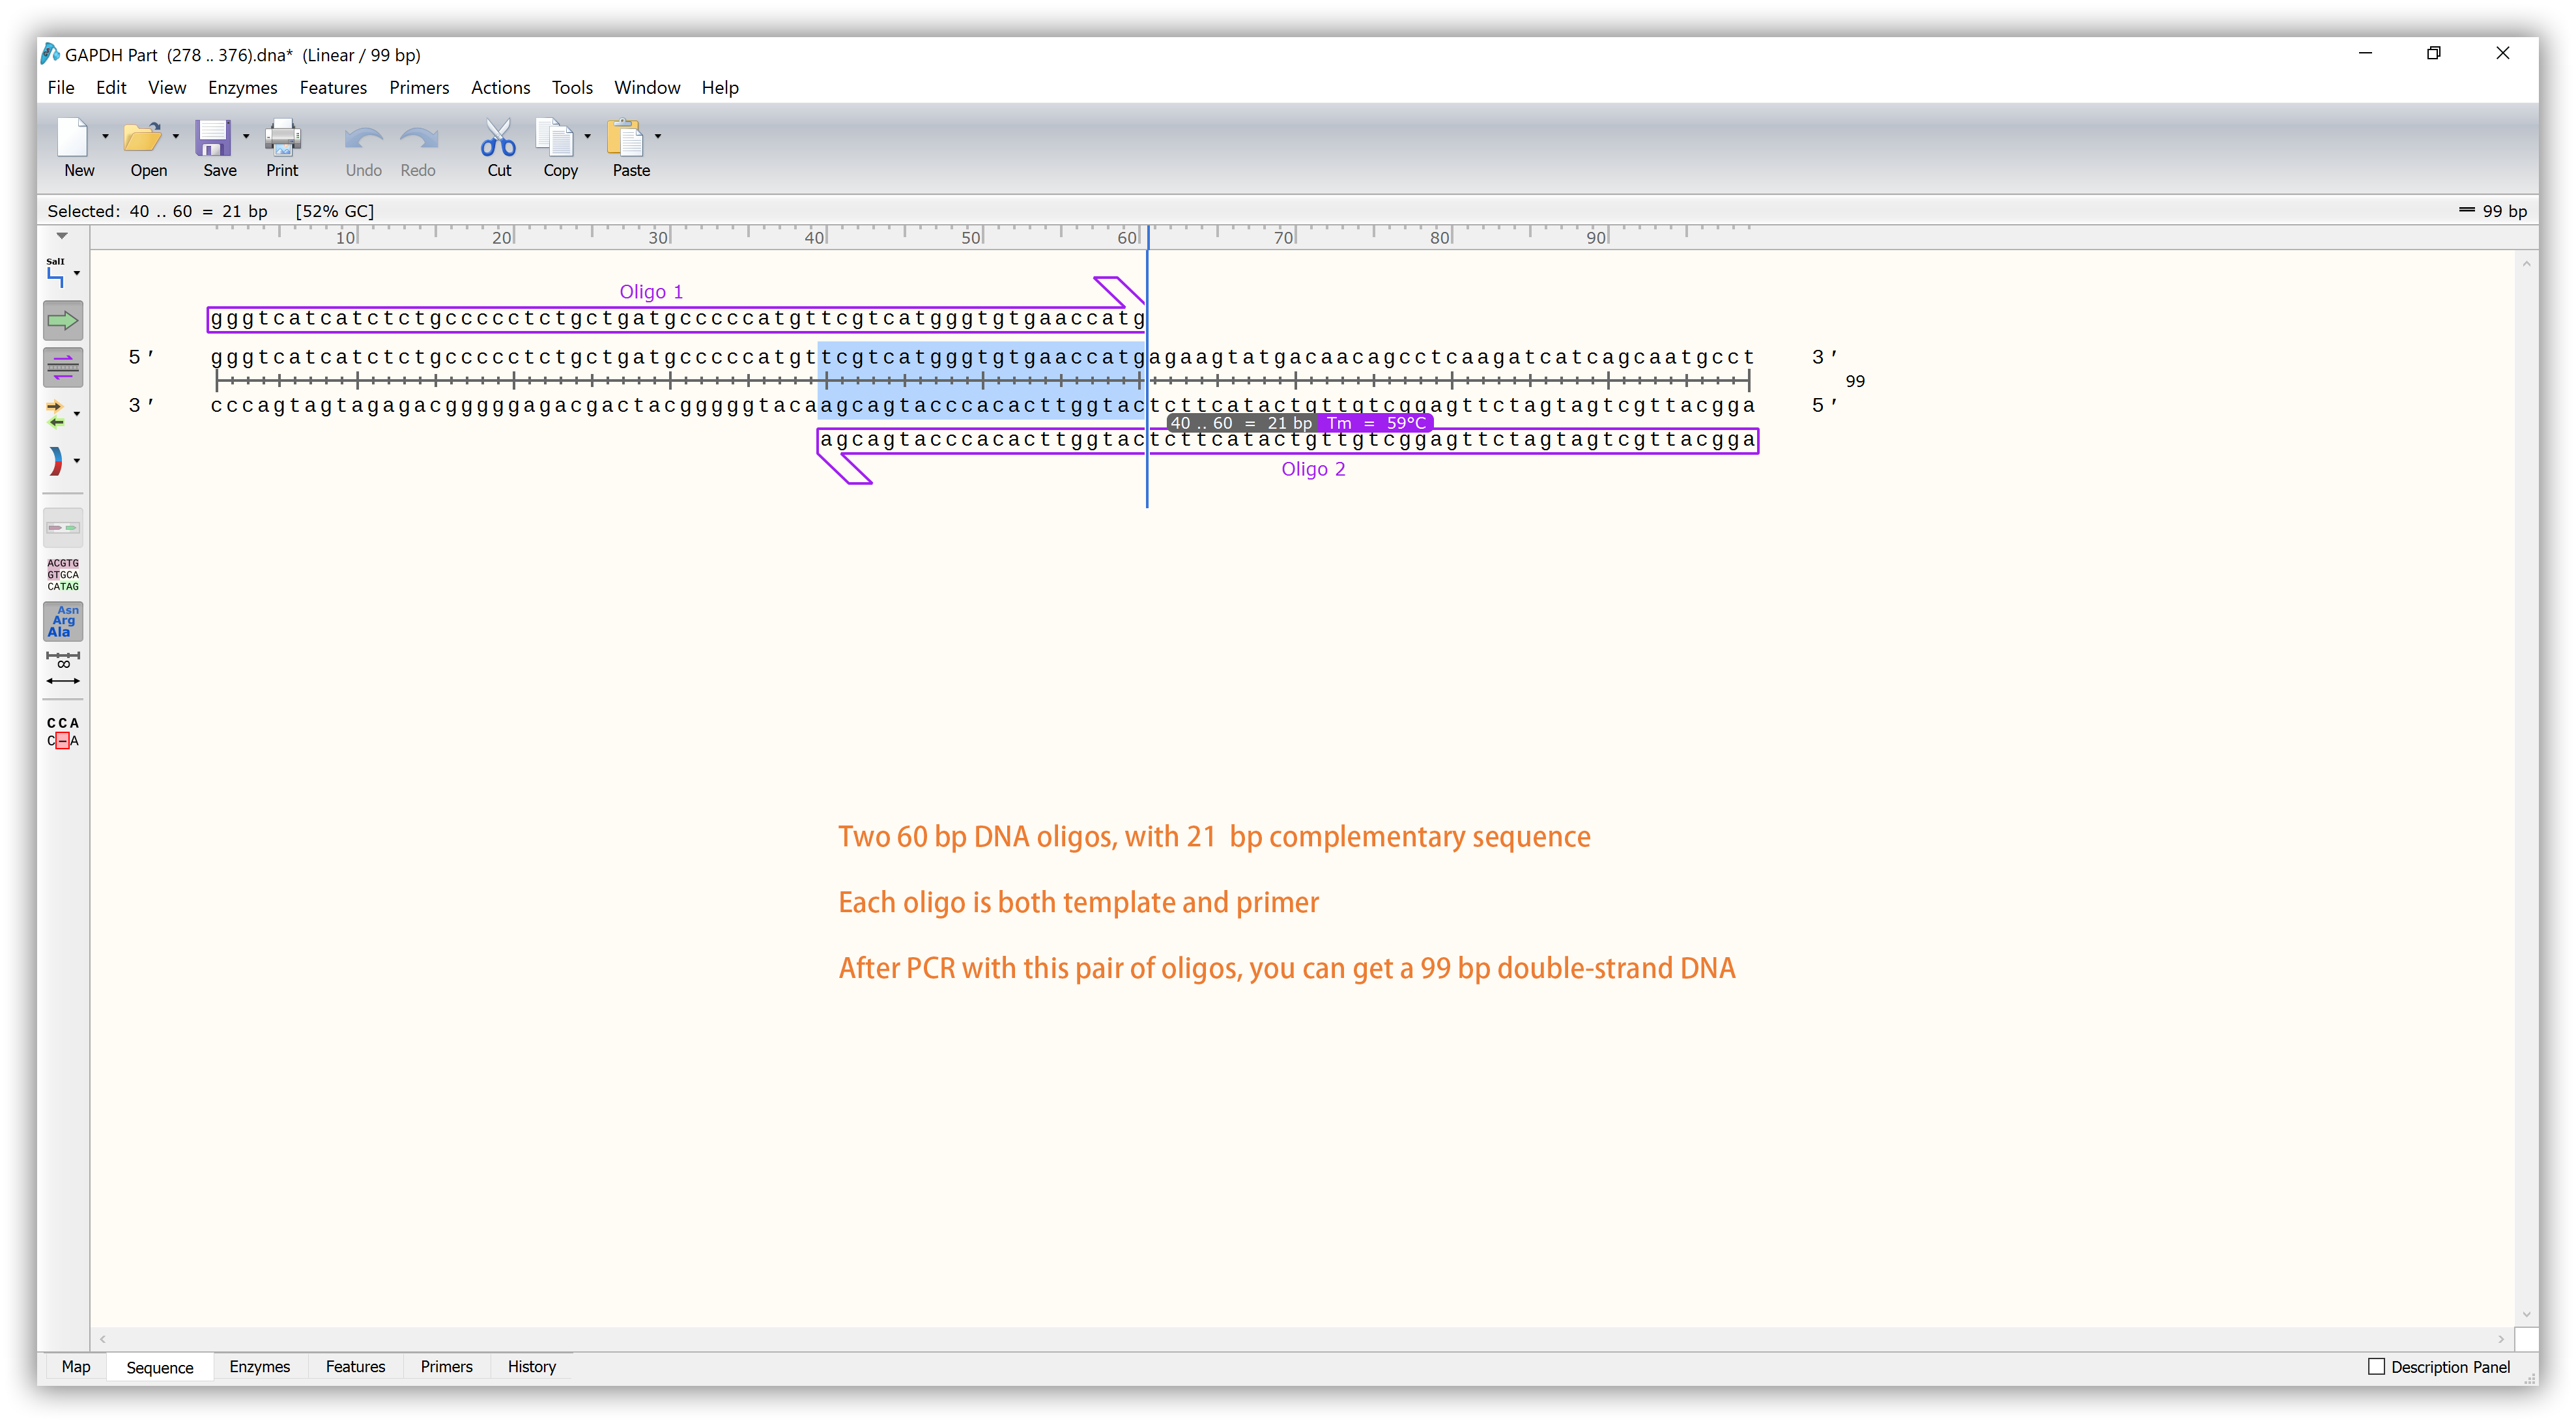 GAPDH Part (278 .. 376).dna* (Linear / 99 bp)
File Edit View Enzymes Features Primers Actions Tools Window Help
New Open Save Print Undo Redo Cut Copy Paste
Selected: 40 .. 60 = 21 bp [52% GC]
99 bp
10 20 30 40 50 60 70 80 90
SalI
Oligo 1
gggtcatcatctctgccccctctgctgatgcccccatgttcgtcatgggtgtgaaccatg
5′ gggtcatcatctctgccccctctgctgatgcccccatgttcgtcatgggtgtgaaccatgagaagtatgacaacagcctcaagatcatcagcaatgcct 3′
99
3′ cccagtagtagagacgggggagacgactacgggggtacaagcagtacccacacttggtactcttcatactgttgtcggagttctagtagtcgttacgga 5′
40 .. 60 = 21 bp Tm = 59°C
agcagtacccacacttggtactcttcatactgttgtcggagttctagtagtcgttacgga
Oligo 2
ACGTG
GTGCA
CATAG
Asn
Arg
Ala
∞
CCA
C–A
Two 60 bp DNA oligos, with 21 bp complementary sequence
Each oligo is both template and primer
After PCR with this pair of oligos, you can get a 99 bp double-strand DNA
Map Sequence Enzymes Features Primers History
Description Panel